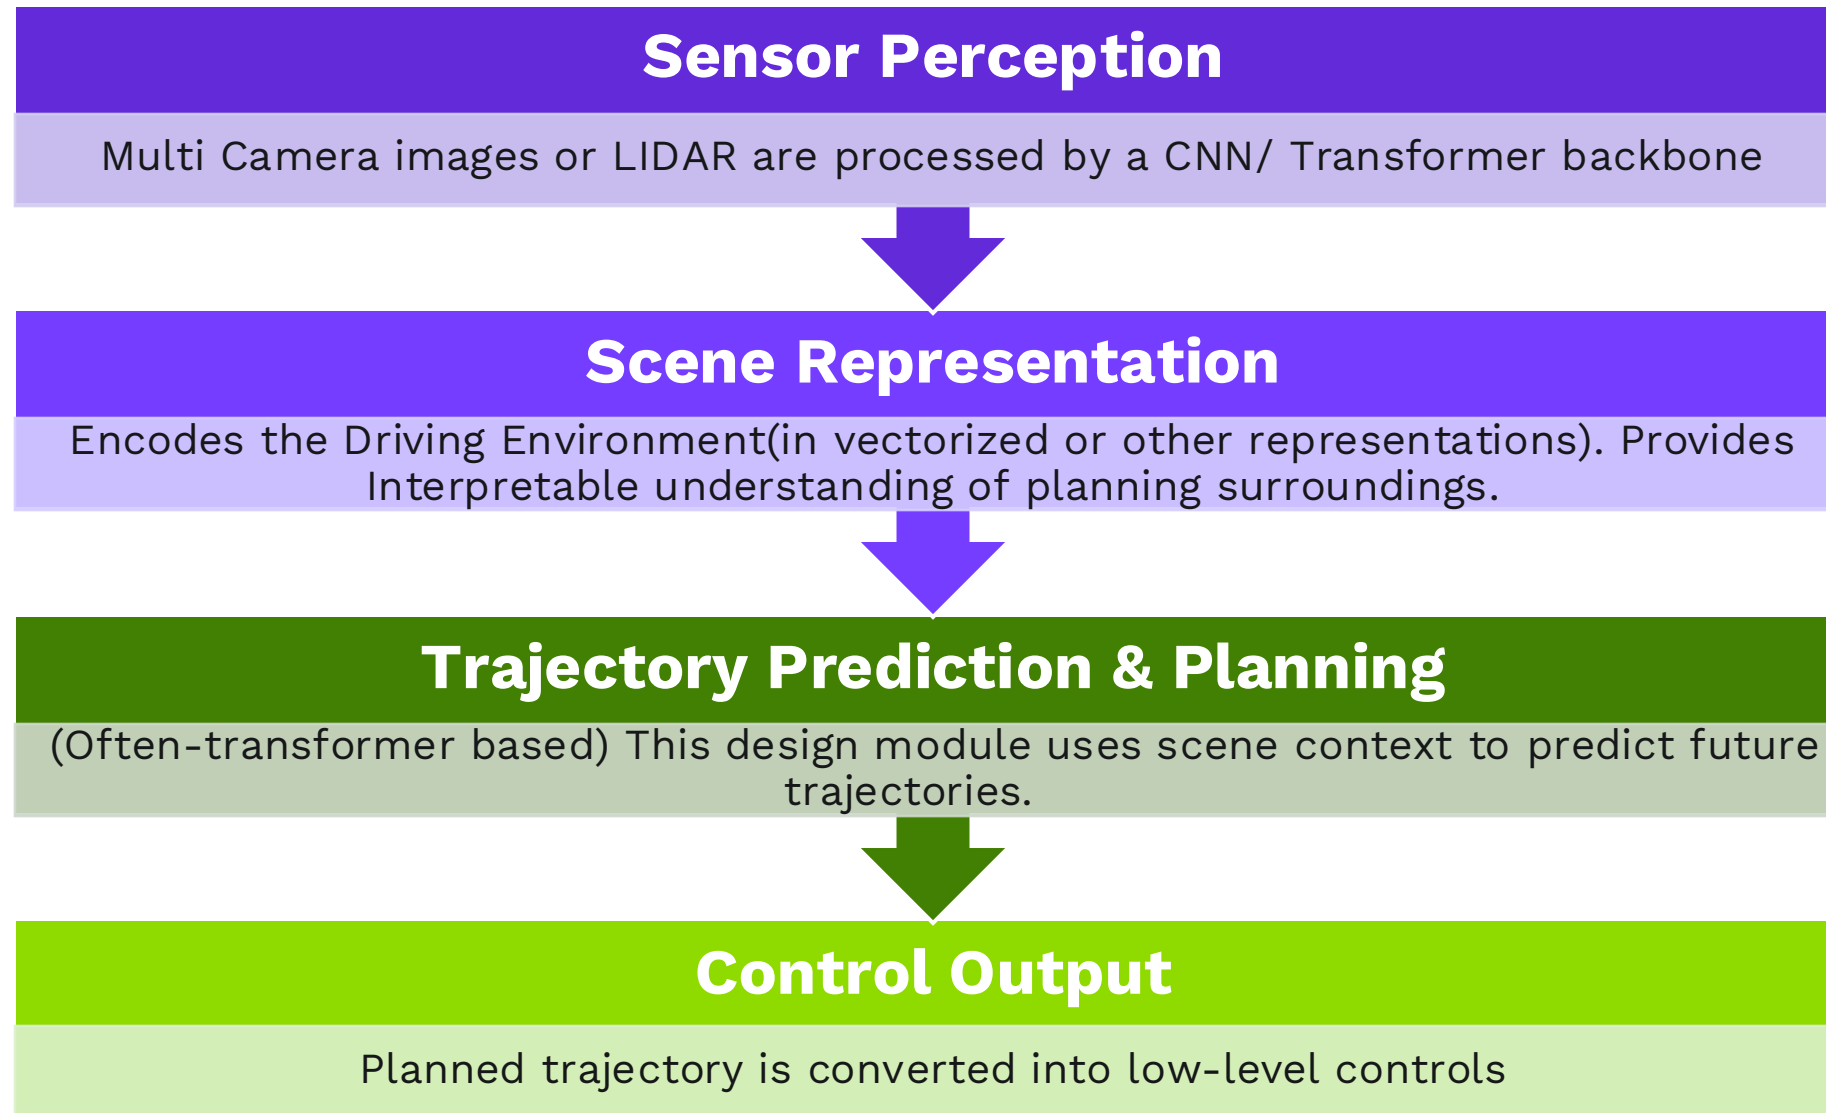 Sensor Perception
Multi Camera images or LIDAR are processed by a CNN/ Transformer backbone
Scene Representation
Encodes the Driving Environment(in vectorized or other representations). Provides
Interpretable understanding of planning surroundings.
Trajectory Prediction & Planning
(Often-transformer based) This design module uses scene context to predict future
trajectories.
Control Output
Planned trajectory is converted into low-level controls